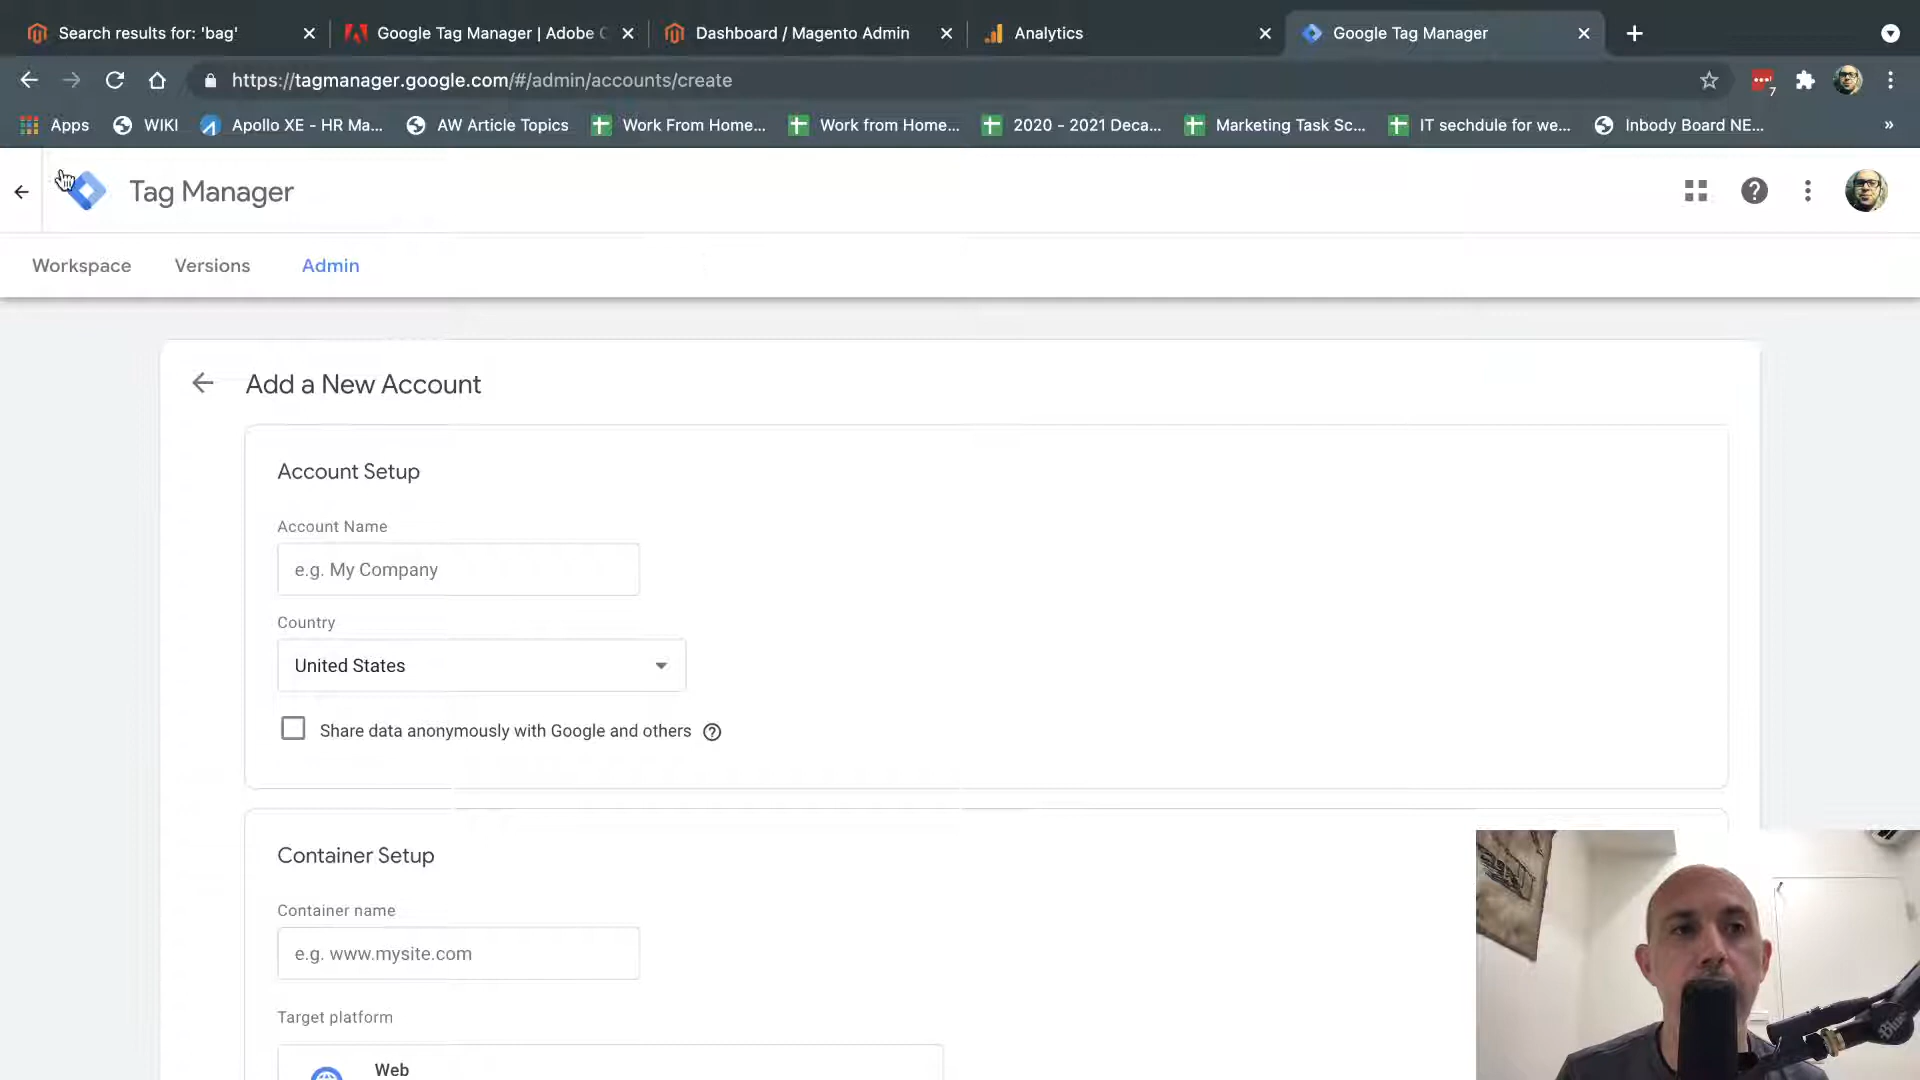 Search results for: 'bag'
Google Tag Manager | Adobe C
Dashboard / Magento Admin
Analytics
Google Tag Manager
https://tagmanager.google.com/#/admin/accounts/create
7
Apps
WIKI
Apollo XE - HR Ma...
AW Article Topics
Work From Home...
Work from Home...
2020 - 2021 Deca...
Marketing Task Sc...
IT sechdule for we...
Inbody Board NE...
»
Tag Manager
Workspace
Versions
Admin
Add a New Account
Account Setup
Account Name
e.g. My Company
Country
United States
Share data anonymously with Google and others
Container Setup
Container name
e.g. www.mysite.com
Target platform
Web